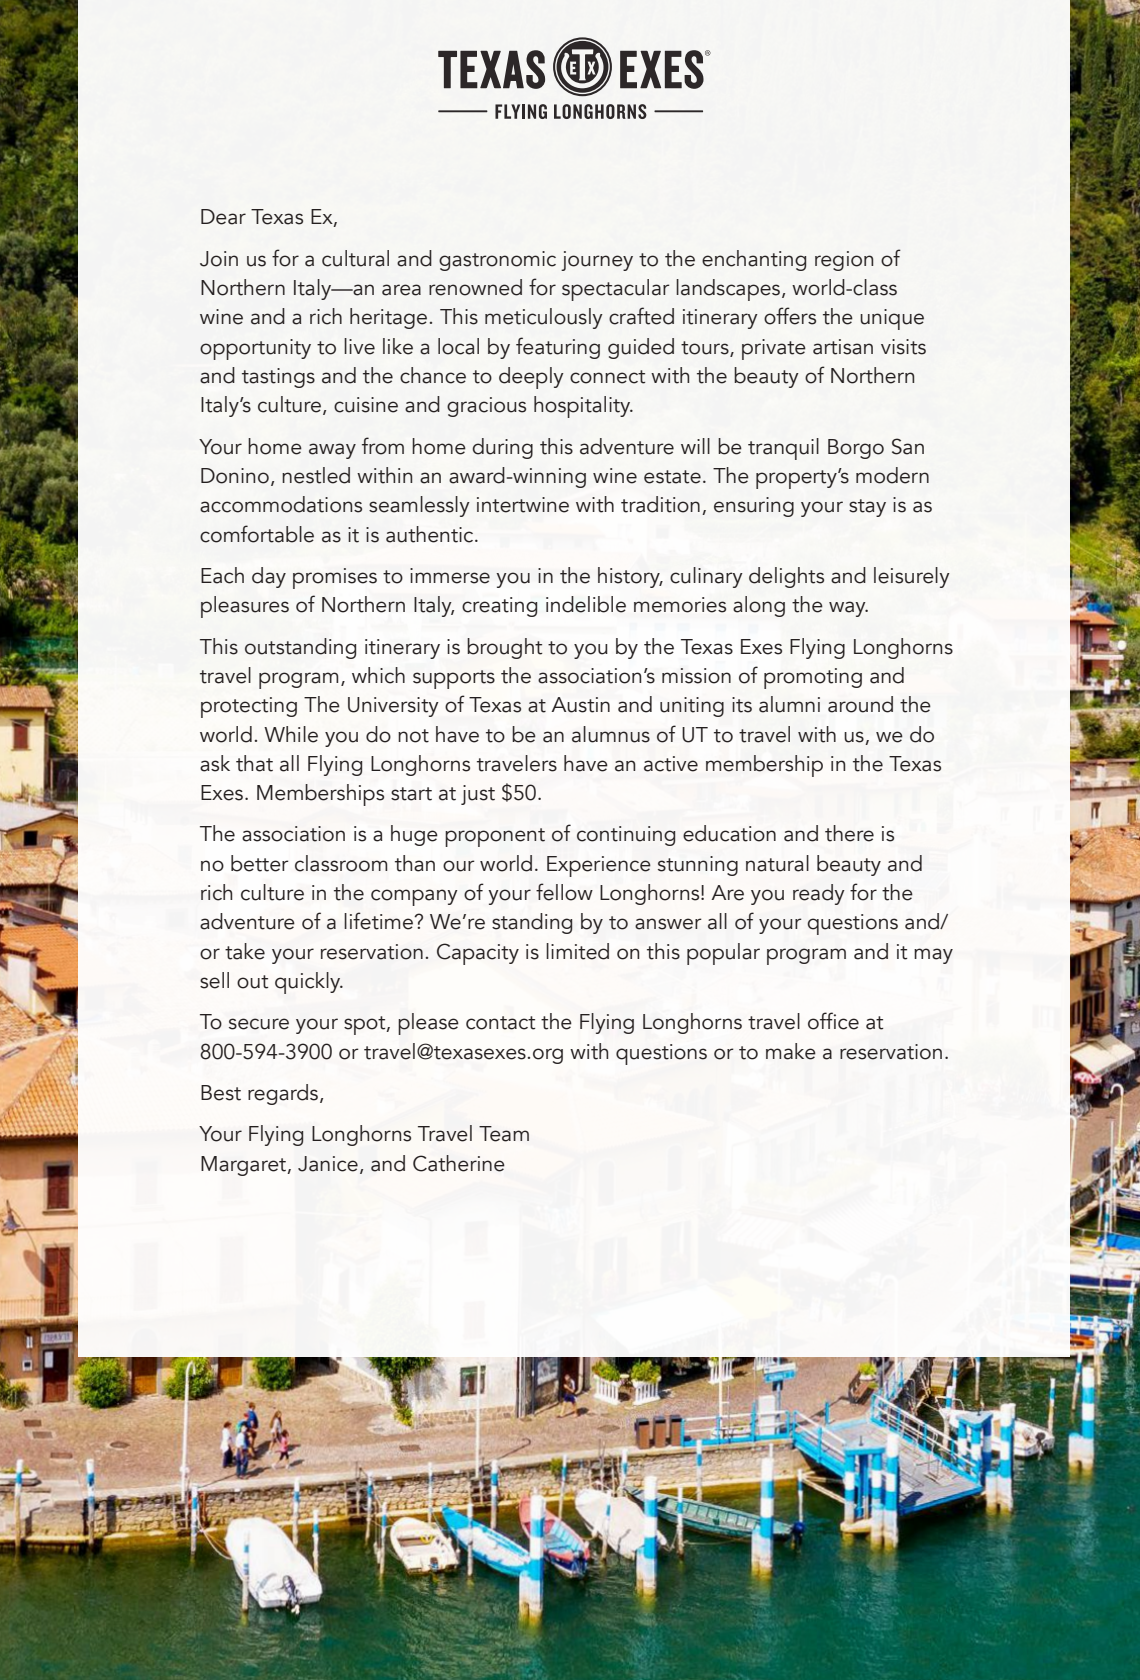 TEXAS ETX EXES®
FLYING LONGHORNS
Dear Texas Ex,
Join us for a cultural and gastronomic journey to the enchanting region of
Northern Italy—an area renowned for spectacular landscapes, world-class
wine and a rich heritage. This meticulously crafted itinerary offers the unique
opportunity to live like a local by featuring guided tours, private artisan visits
and tastings and the chance to deeply connect with the beauty of Northern
Italy’s culture, cuisine and gracious hospitality.
Your home away from home during this adventure will be tranquil Borgo San
Donino, nestled within an award-winning wine estate. The property’s modern
accommodations seamlessly intertwine with tradition, ensuring your stay is as
comfortable as it is authentic.
Each day promises to immerse you in the history, culinary delights and leisurely
pleasures of Northern Italy, creating indelible memories along the way.
This outstanding itinerary is brought to you by the Texas Exes Flying Longhorns
travel program, which supports the association’s mission of promoting and
protecting The University of Texas at Austin and uniting its alumni around the
world. While you do not have to be an alumnus of UT to travel with us, we do
ask that all Flying Longhorns travelers have an active membership in the Texas
Exes. Memberships start at just $50.
The association is a huge proponent of continuing education and there is
no better classroom than our world. Experience stunning natural beauty and
rich culture in the company of your fellow Longhorns! Are you ready for the
adventure of a lifetime? We’re standing by to answer all of your questions and/
or take your reservation. Capacity is limited on this popular program and it may
sell out quickly.
To secure your spot, please contact the Flying Longhorns travel office at
800-594-3900 or travel@texasexes.org with questions or to make a reservation.
Best regards,
Your Flying Longhorns Travel Team
Margaret, Janice, and Catherine